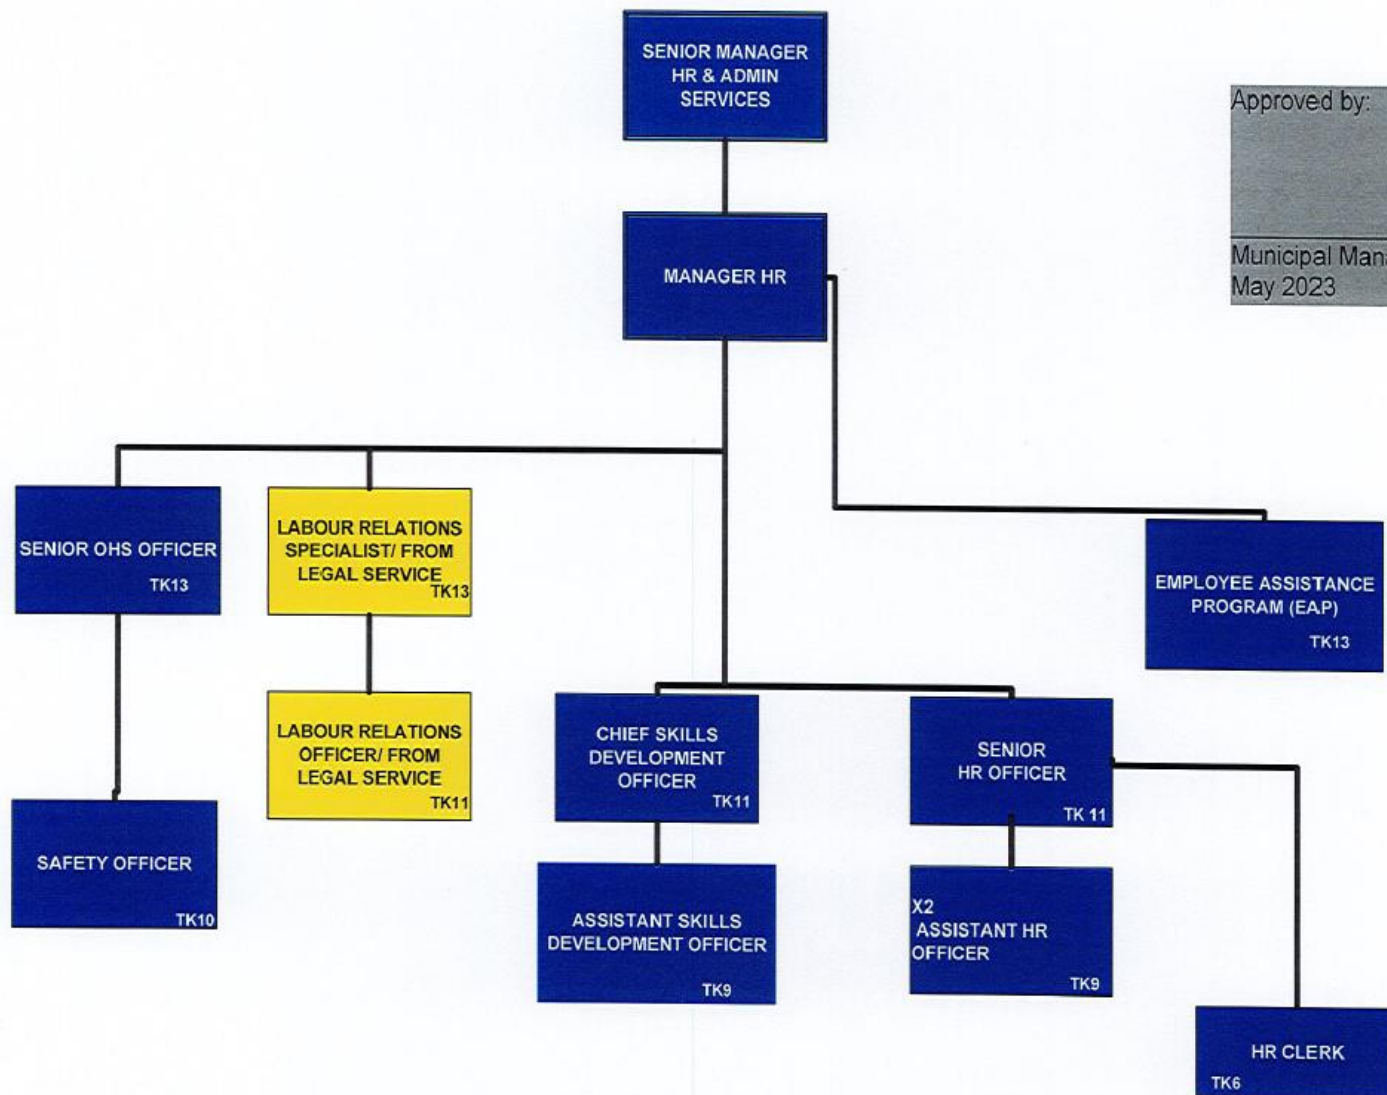 SENIOR MANAGER
HR & ADMIN
SERVICES
Approved by:
Municipal
May 2023
MANAGER HR
SENIOR OHS OFFICER
TK13
LABOUR RELATIONS
SPECIALIST/ FROM
LEGAL SERVICE
TK13
EMPLOYEE ASSISTANCE
PROGRAM (EAP)
TK13
LABOUR RELATIONS
OFFICER/ FROM
LEGAL SERVICE
TK11
CHIEF SKILLS
DEVELOPMENT
OFFICER
TK11
SENIOR
HR OFFICER
TK 11
SAFETY OFFICER
TK10
ASSISTANT SKILLS
DEVELOPMENT OFFICER
TK9
X2
ASSISTANT HR
OFFICER
TK9
HR CLERK
TK6